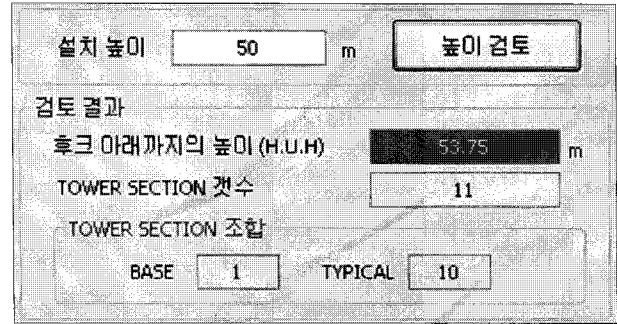 설치 높이 50 m 높이 검토
검토 결과
후크 아래까지의 높이 (H.U.H) 53.75 m
TOWER SECTION 갯수 11
TOWER SECTION 조합
BASE 1 TYPICAL 10